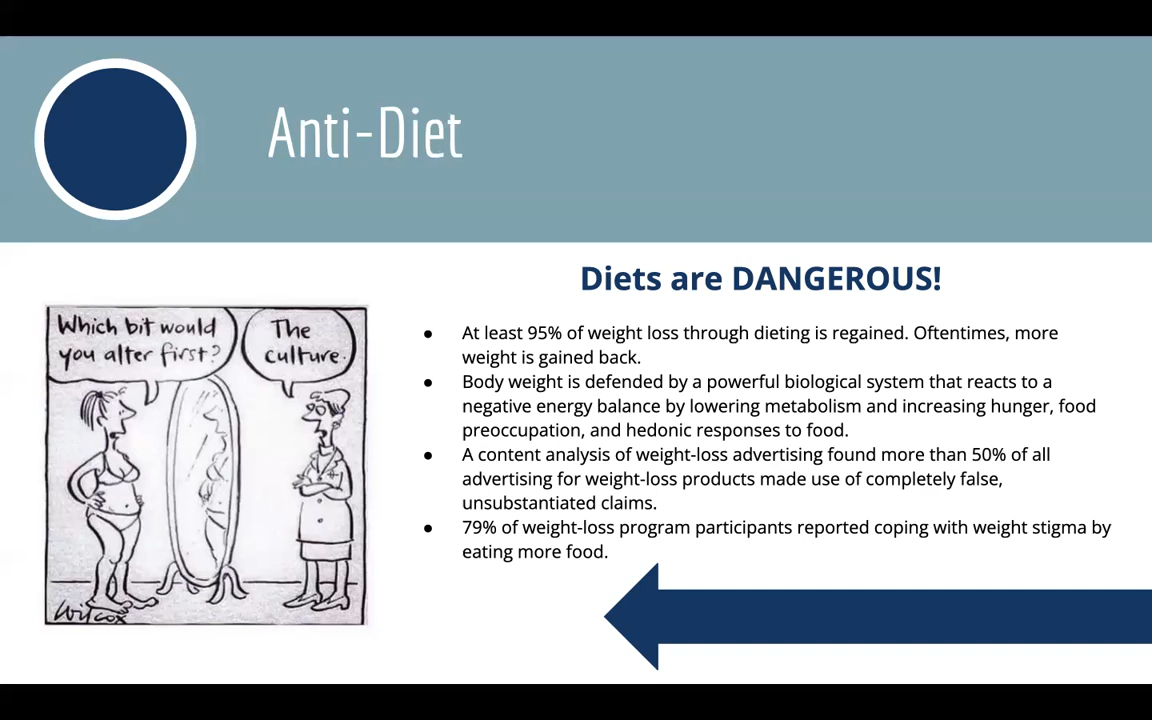 Anti-Diet
Diets are DANGEROUS!
Which bit would
you alter first?
The
culture.
Wilcox
● At least 95% of weight loss through dieting is regained. Oftentimes, more
weight is gained back.
● Body weight is defended by a powerful biological system that reacts to a
negative energy balance by lowering metabolism and increasing hunger, food
preoccupation, and hedonic responses to food.
● A content analysis of weight-loss advertising found more than 50% of all
advertising for weight-loss products made use of completely false,
unsubstantiated claims.
● 79% of weight-loss program participants reported coping with weight stigma by
eating more food.